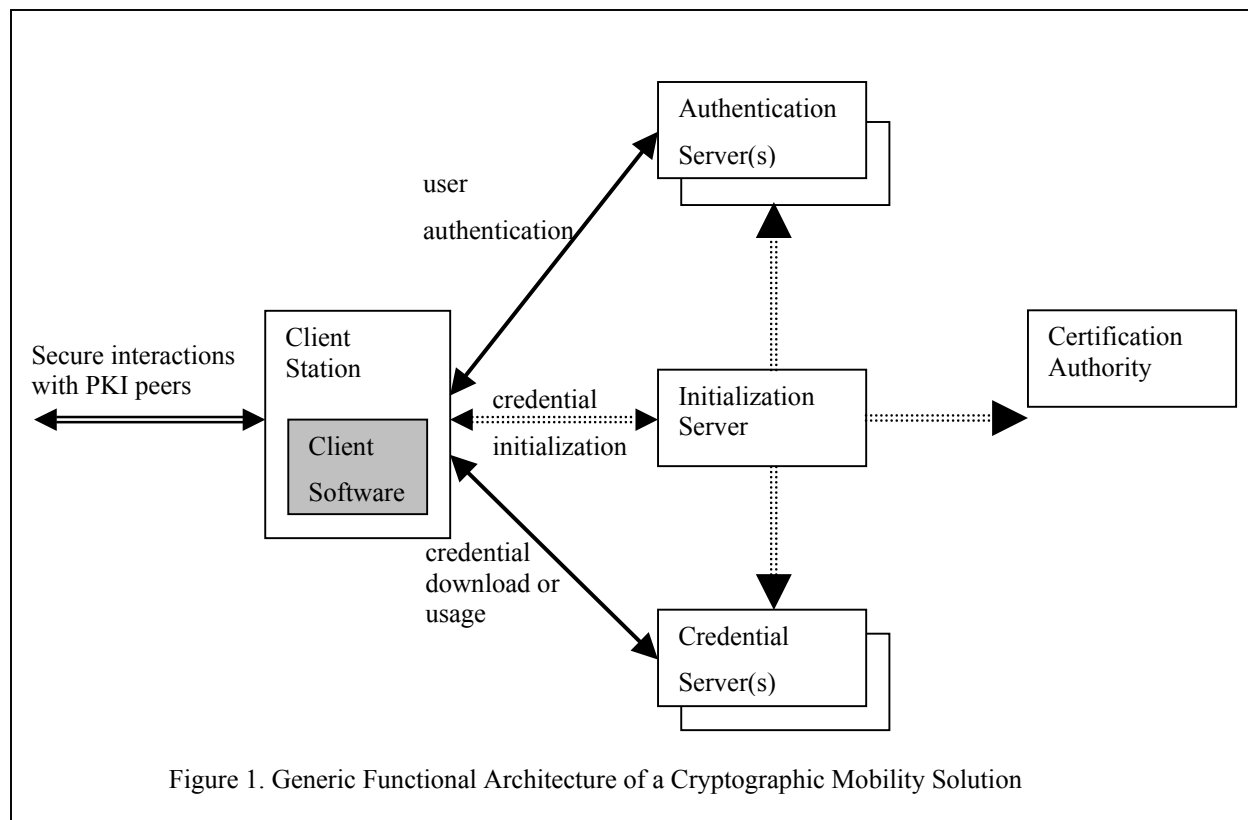 Authentication
Server(s)
user
authentication
Client
Station
Certification
Authority
Secure interactions
with PKI peers
credential
initialization
Initialization
Server
Client
Software
credential
download or
usage
Credential
Server(s)
Figure 1. Generic Functional Architecture of a Cryptographic Mobility Solution